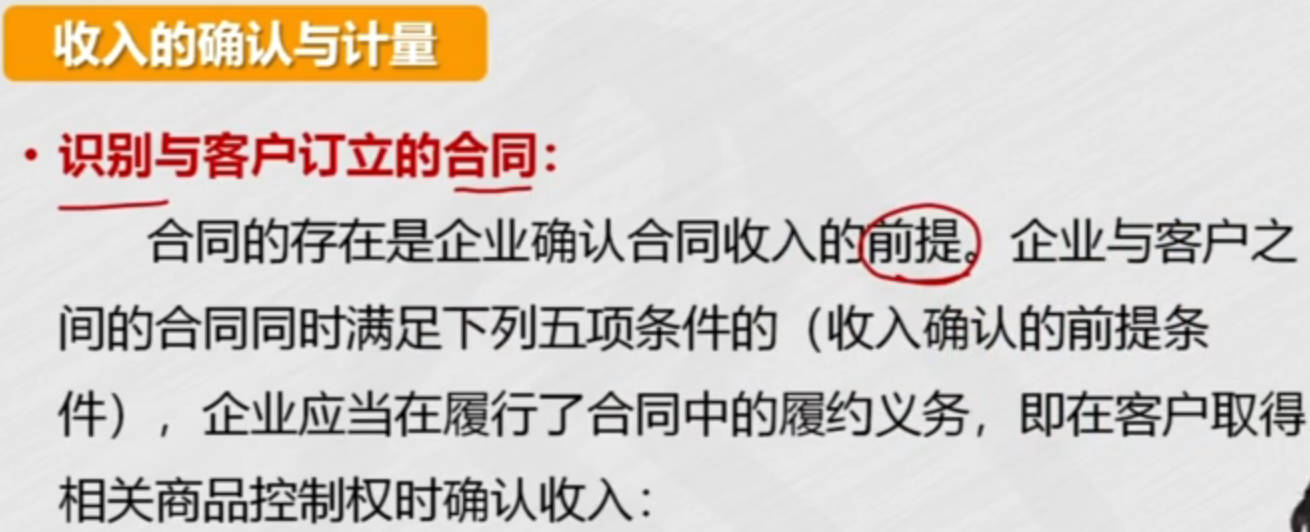 收入的确认与计量
• 识别与客户订立的合同：
合同的存在是企业确认合同收入的前提。企业与客户之
间的合同同时满足下列五项条件的（收入确认的前提条
件），企业应当在履行了合同中的履约义务，即在客户取得
相关商品控制权时确认收入：